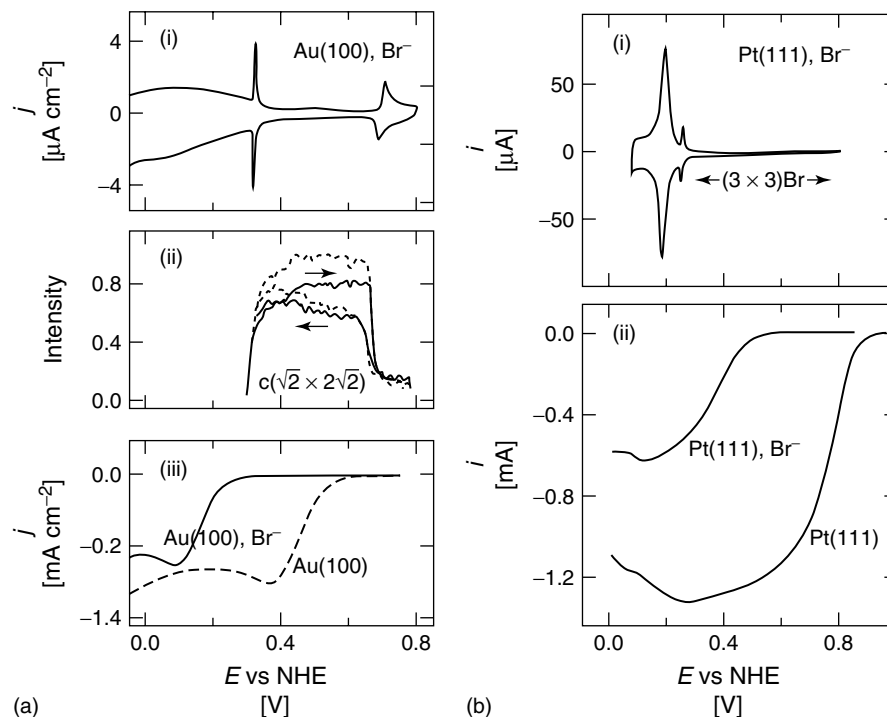 (i)
Au(100), Br⁻
4
0
−4
j
[µA cm⁻²]
(ii)
0.8
0.4
0.0
Intensity
c(√2 × 2√2)
(iii)
0.0
−0.2
−1.4
j
[mA cm⁻²]
Au(100), Br⁻
Au(100)
0.0
0.4
0.8
E vs NHE
[V]
(a)
(i)
Pt(111), Br⁻
50
0
−50
i
[µA]
(3 × 3)Br
(ii)
0.0
−0.4
−0.8
−1.2
i
[mA]
Pt(111), Br⁻
Pt(111)
0.0
0.4
0.8
E vs NHE
[V]
(b)